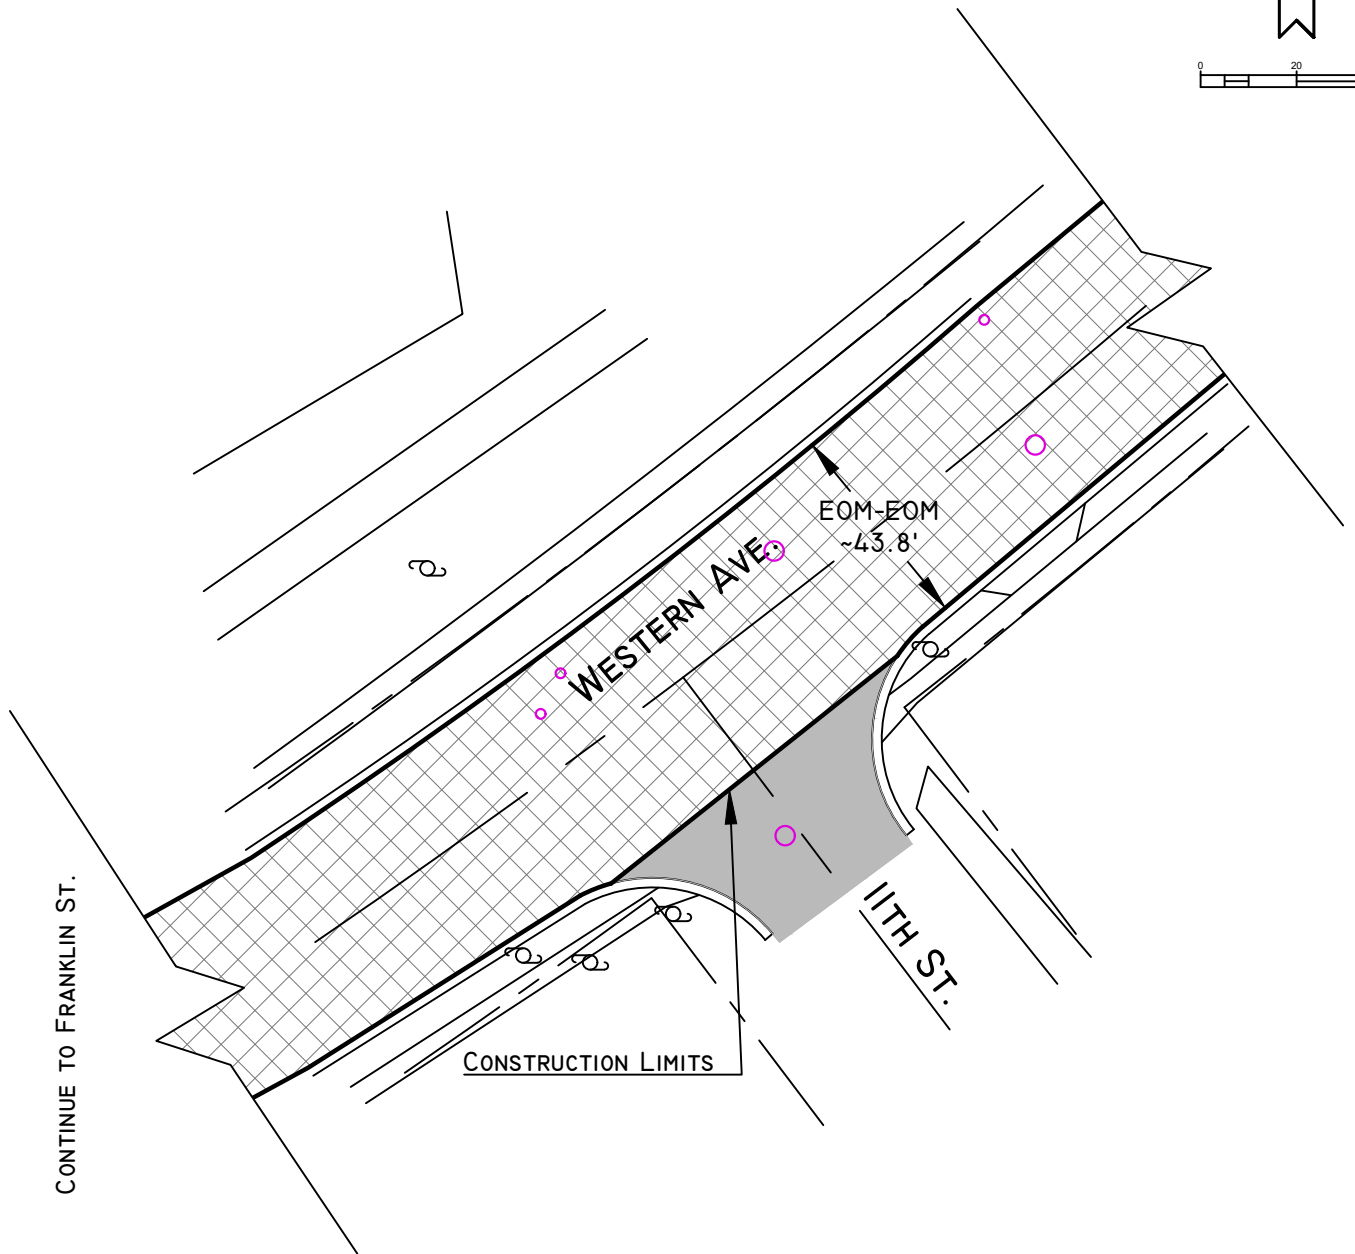 0 20
EOM-EOM
~43.8'
WESTERN AVE.
11TH ST.
CONSTRUCTION LIMITS
CONTINUE TO FRANKLIN ST.